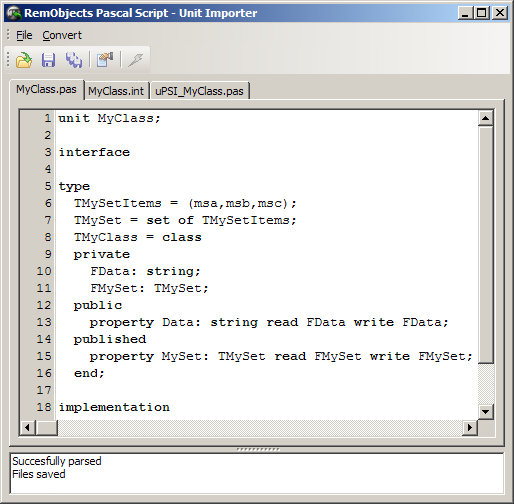 RemObjects Pascal Script - Unit Importer
File Convert
MyClass.pas MyClass.int uPSI_MyClass.pas
1 unit MyClass;
2
3 interface
4
5 type
6 TMySetItems = (msa,msb,msc);
7 TMySet = set of TMySetItems;
8 TMyClass = class
9 private
10 FData: string;
11 FMySet: TMySet;
12 public
13 property Data: string read FData write FData;
14 published
15 property MySet: TMySet read FMySet write FMySet;
16 end;
17
18 implementation
Succesfully parsed
Files saved